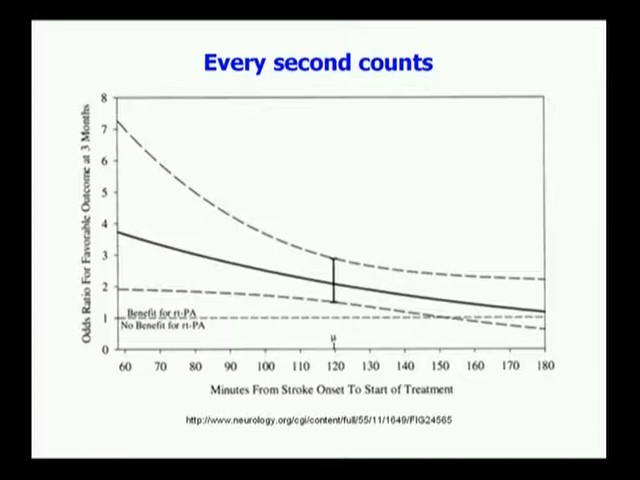 Every second counts
Odds Ratio For Favorable Outcome at 3 Months
8
7
6
5
4
3
2
1
0
Benefit for rt-PA
No Benefit for rt-PA
μ
60 70 80 90 100 110 120 130 140 150 160 170 180
Minutes From Stroke Onset To Start of Treatment
http://www.neurology.org/cgi/content/full/55/11/1649/FIG24565